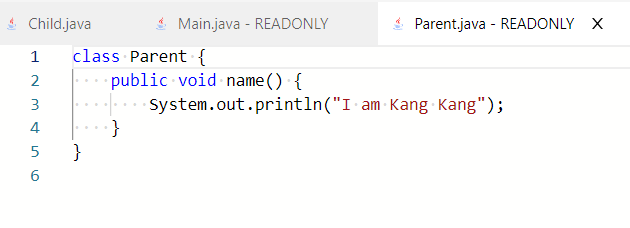 Child.java Main.java - READONLY Parent.java - READONLY X
1 class Parent {
2     public void name() {
3         System.out.println("I am Kang Kang");
4     }
5 }
6